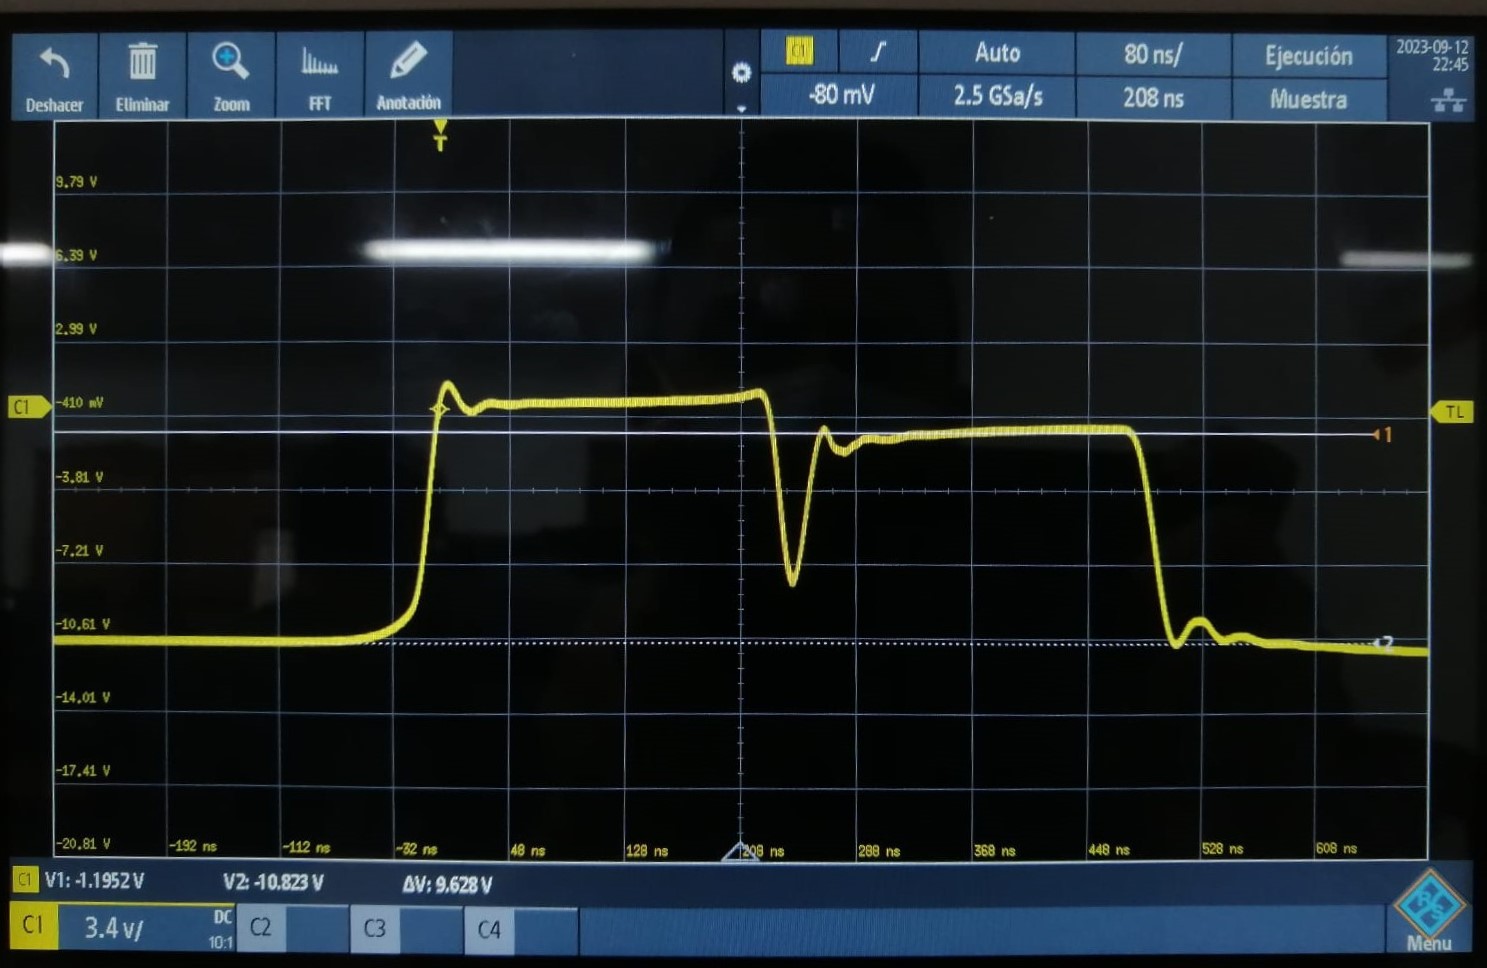 C1 Auto 80 ns/ Ejecución 2023-09-12
22:45
Deshacer Eliminar Zoom FFT Anotación -80 mV 2.5 GSa/s 208 ns Muestra
T
9.79 V
6.39 V
2.99 V
C1 -410 mV TL
1
-3.81 V
-7.21 V
-10.61 V
2
-14.01 V
-17.41 V
-20.81 V -192 ns -112 ns -32 ns 48 ns 128 ns 208 ns 288 ns 368 ns 448 ns 528 ns 608 ns
C1 V1: -1.1952 V V2: -10.823 V ΔV: 9.628 V
C1 3.4 V/ DC C2 C3 C4 R&S
10:1 Menu